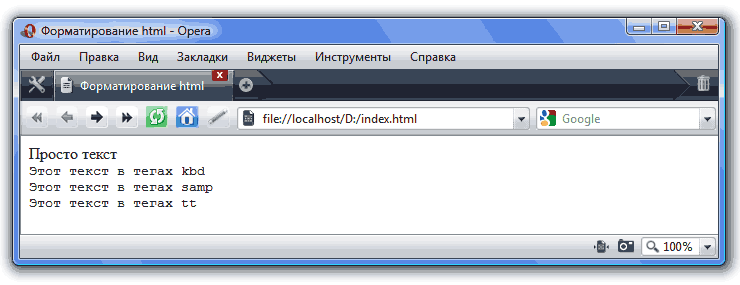 Форматирование html - Opera
Файл Правка Вид Закладки Виджеты Инструменты Справка
Форматирование html
file://localhost/D:/index.html Google
Просто текст
Этот текст в тегах kbd
Этот текст в тегах samp
Этот текст в тегах tt
100%